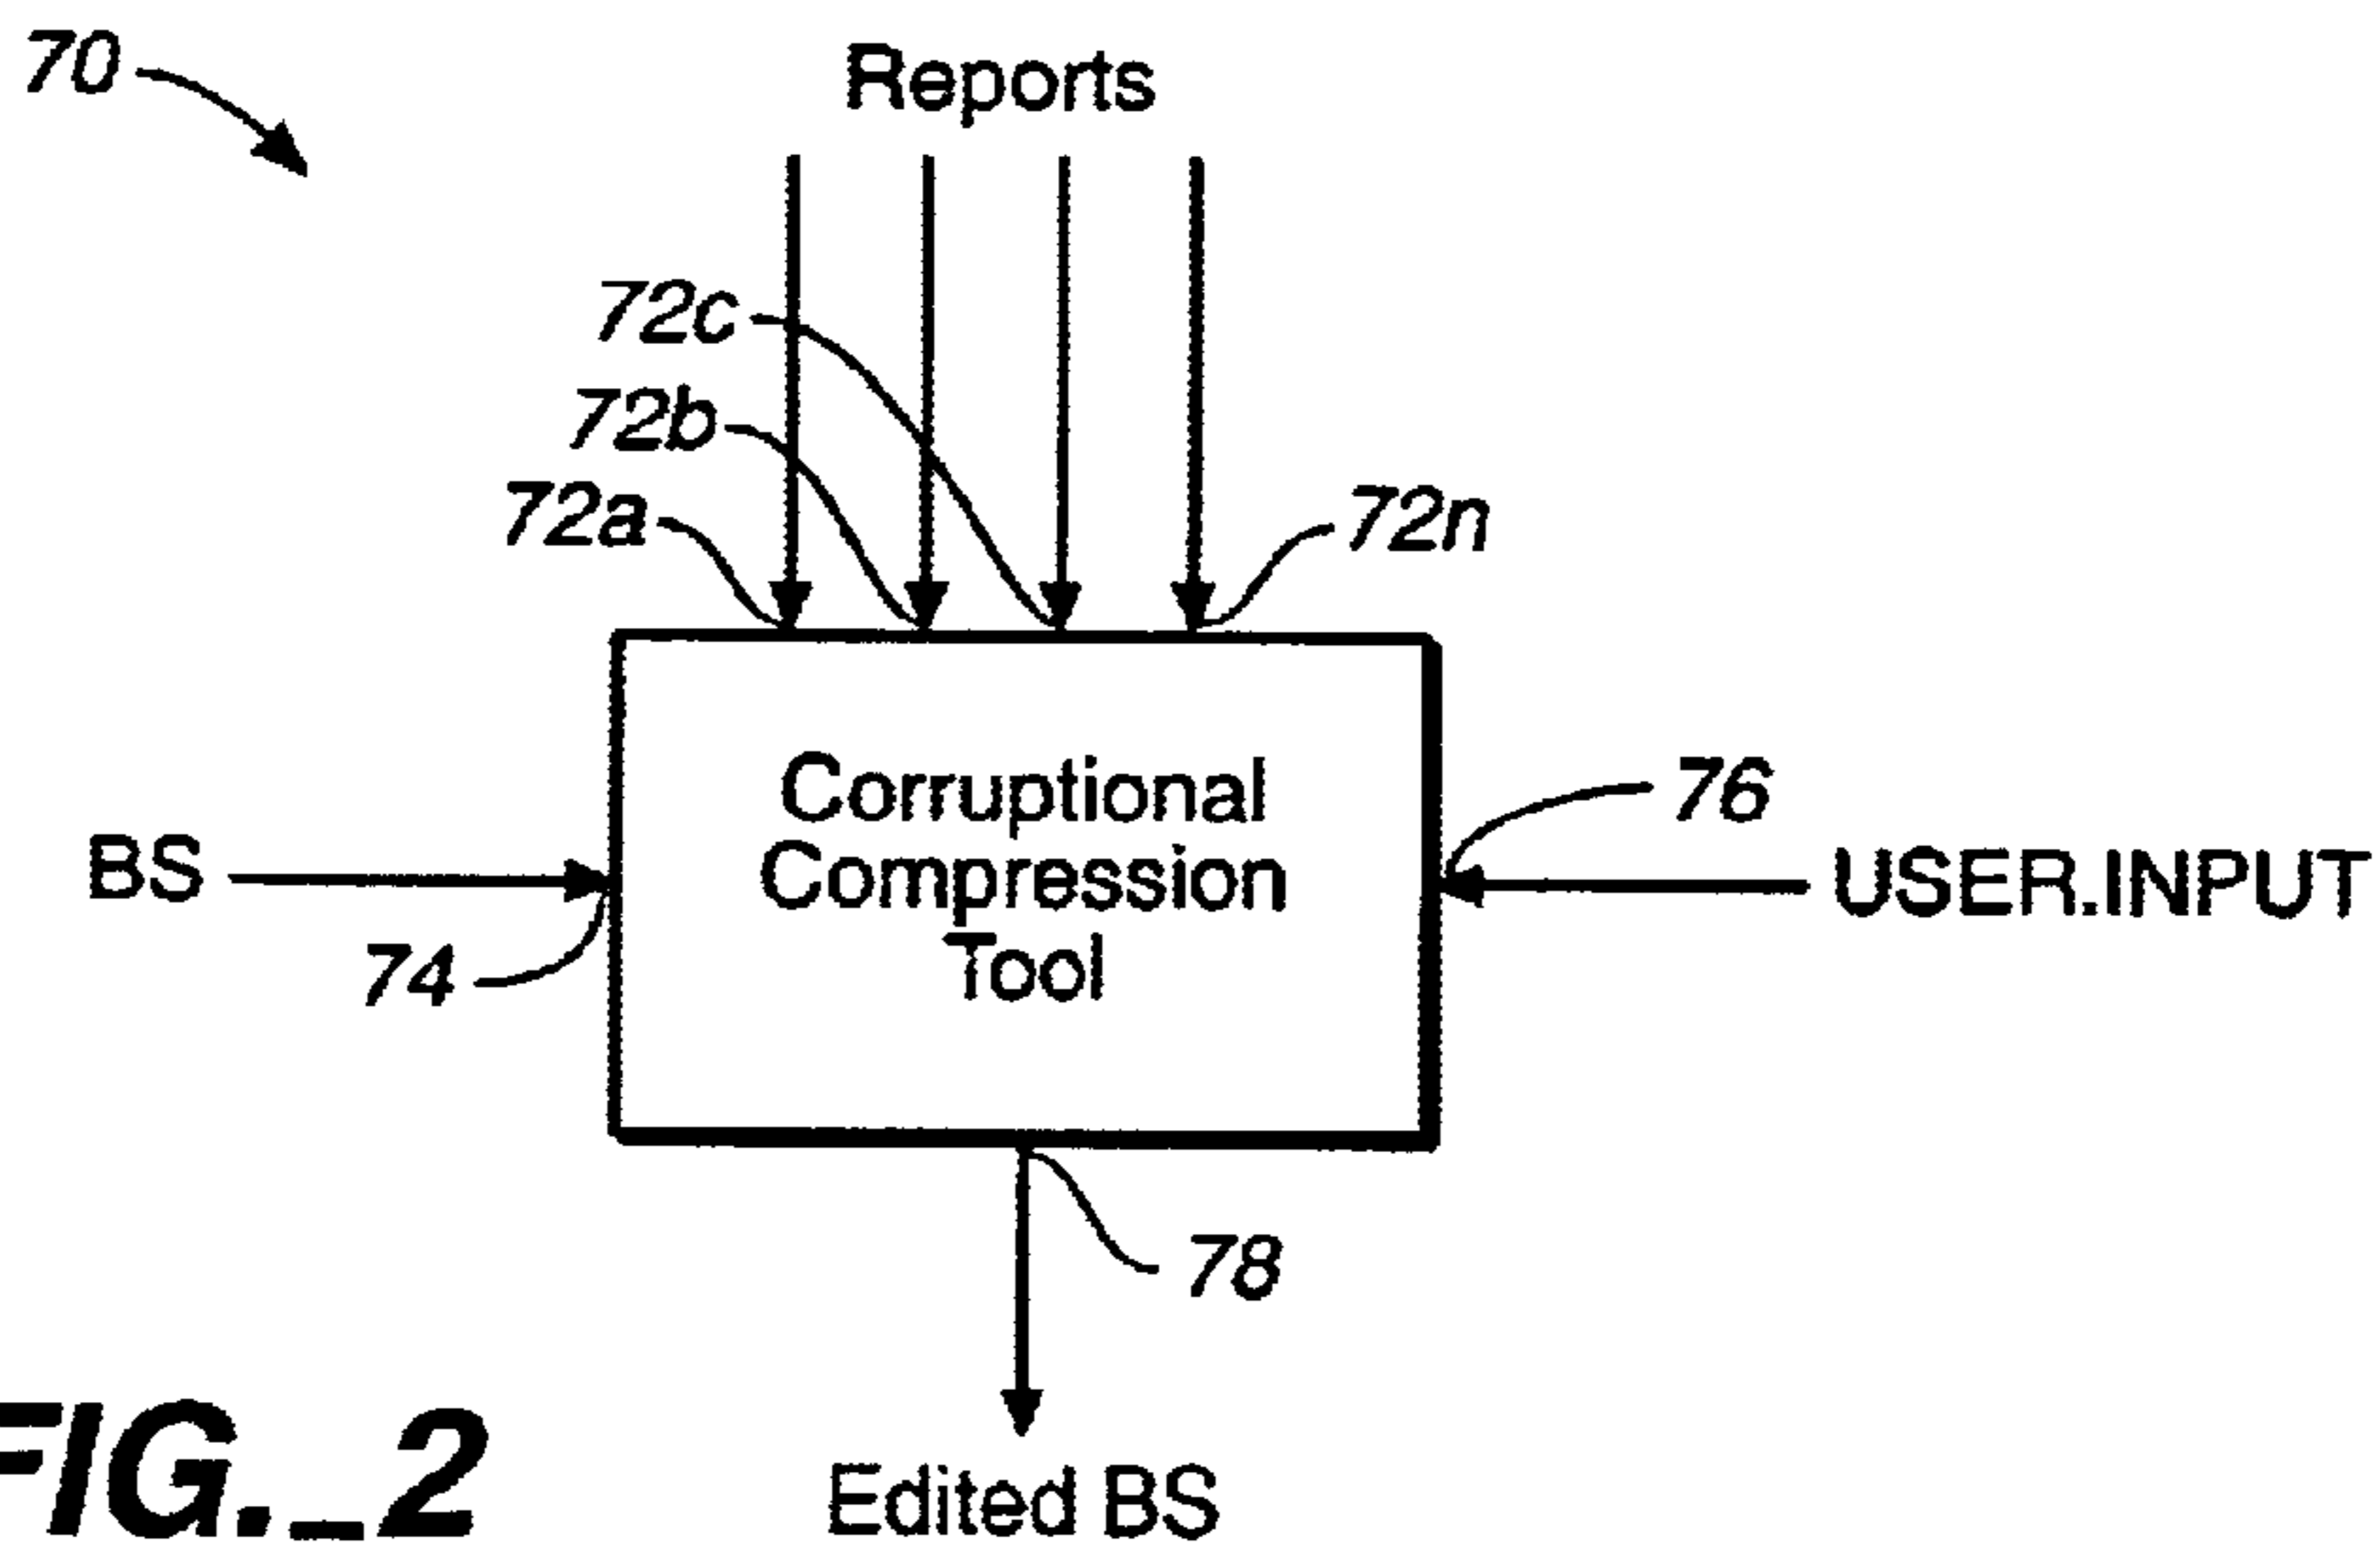 70
Reports
72c
72b
72a
72n
Corruptional
Compression
Tool
76
BS
USER.INPUT
74
78
FIG._2
Edited BS